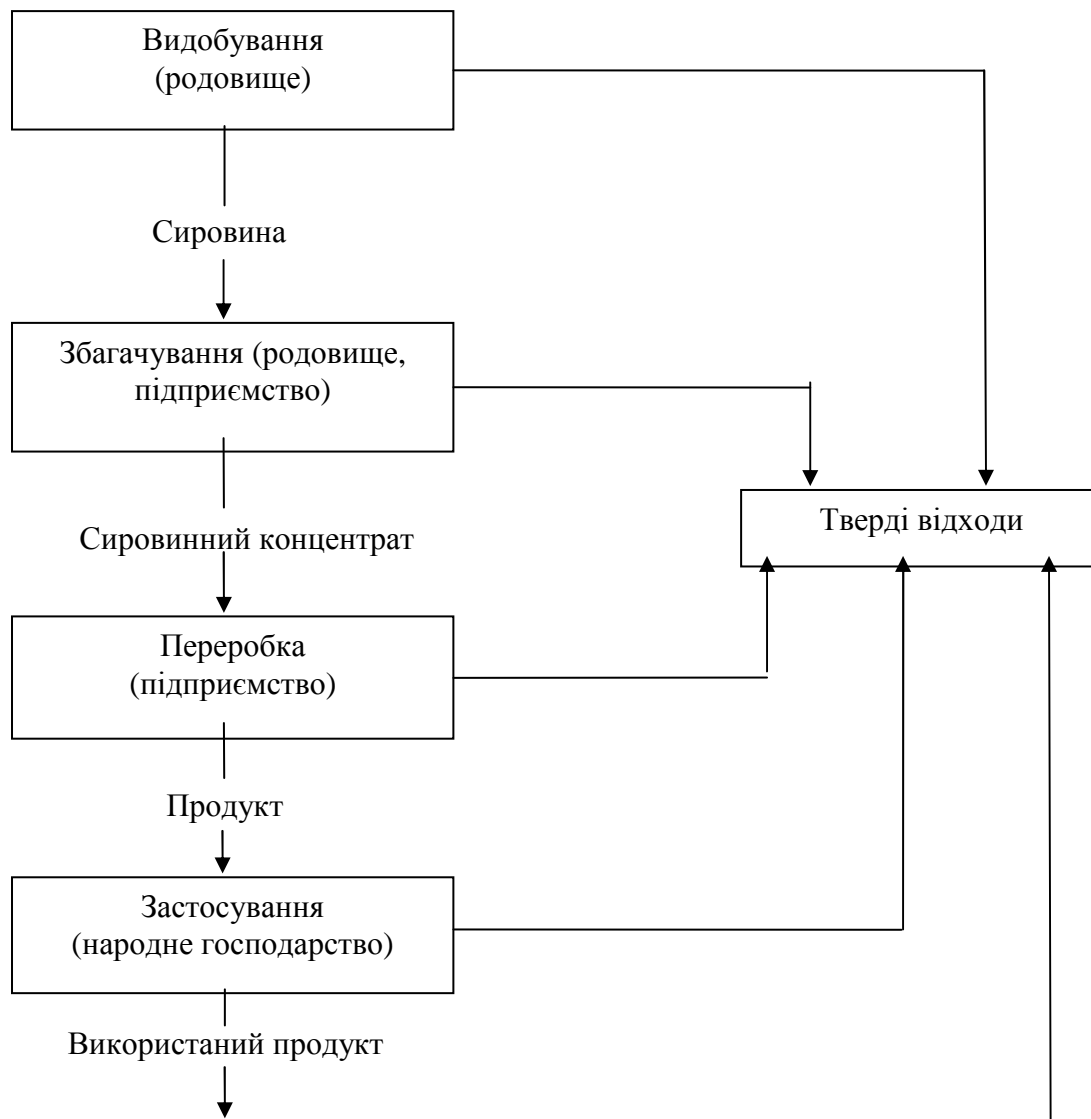 Видобування
(родовище)
Сировина
Збагачування (родовище,
підприємство)
Тверді відходи
Сировинний концентрат
Переробка
(підприємство)
Продукт
Застосування
(народне господарство)
Використаний продукт